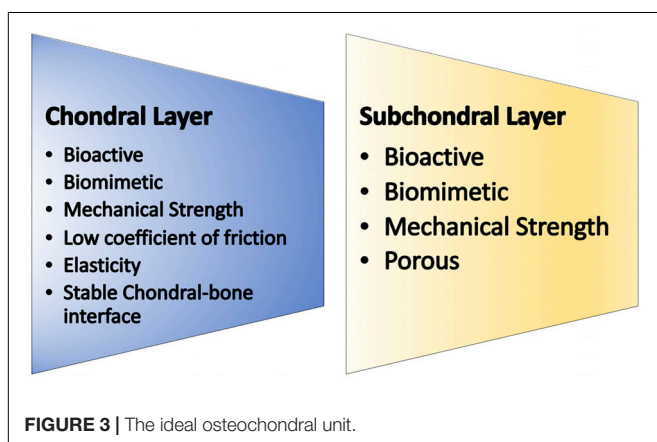 Chondral Layer
• Bioactive
• Biomimetic
• Mechanical Strength
• Low coefficient of friction
• Elasticity
• Stable Chondral-bone
interface
Subchondral Layer
• Bioactive
• Biomimetic
• Mechanical Strength
• Porous
FIGURE 3 | The ideal osteochondral unit.